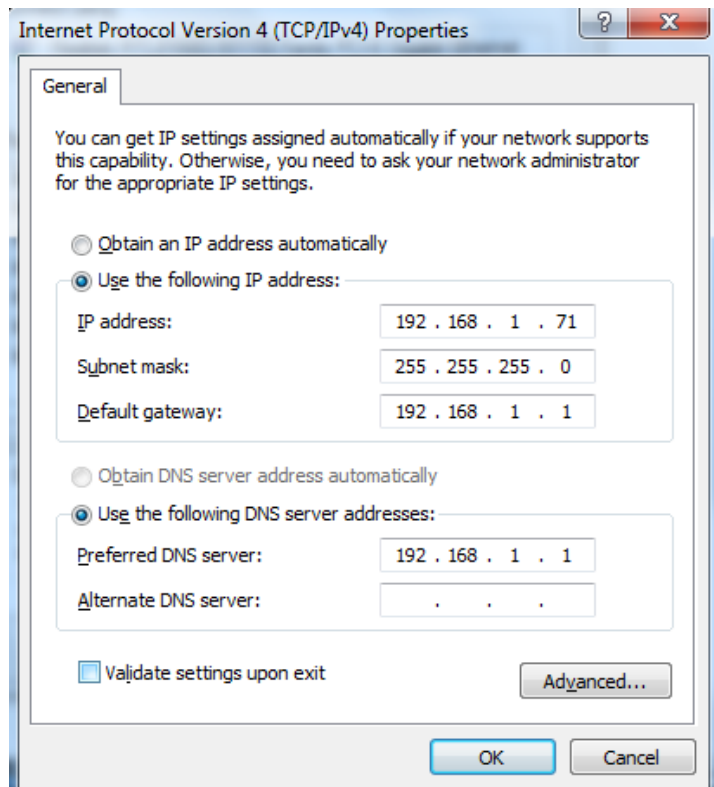 Internet Protocol Version 4 (TCP/IPv4) Properties
?
X
General
You can get IP settings assigned automatically if your network supports
this capability. Otherwise, you need to ask your network administrator
for the appropriate IP settings.
Obtain an IP address automatically
Use the following IP address:
IP address: 192 . 168 . 1 . 71
Subnet mask: 255 . 255 . 255 . 0
Default gateway: 192 . 168 . 1 . 1
Obtain DNS server address automatically
Use the following DNS server addresses:
Preferred DNS server: 192 . 168 . 1 . 1
Alternate DNS server: . . .
Validate settings upon exit
Advanced...
OK Cancel